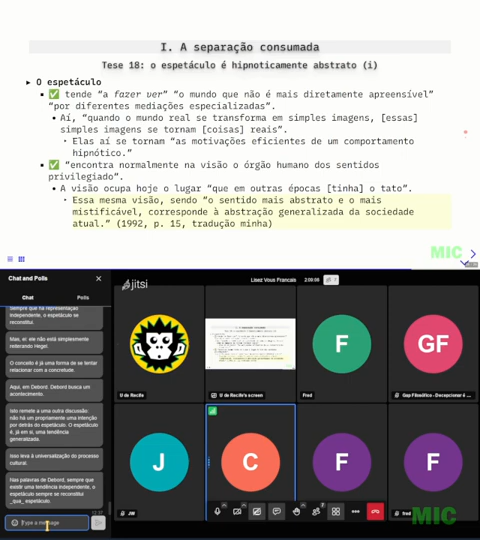 I. A separação consumada
Tese 18: o espetáculo é hipnoticamente abstrato (i)
▸ O espetáculo
▪ ✅ tende “a fazer ver” “o mundo que não é mais diretamente apreensível”
“por diferentes mediações especializadas”.
• Aí, “quando o mundo real se transforma em simples imagens, [essas]
simples imagens se tornam [coisas] reais”.
· Elas aí se tornam “as motivações eficientes de um comportamento
hipnótico.”
▪ ✅ “encontra normalmente na visão o órgão humano dos sentidos
privilegiado”.
• A visão ocupa hoje o lugar “que em outras épocas [tinha] o tato”.
· Essa mesma visão, sendo “o sentido mais abstrato e o mais
mistificável, corresponde à abstração generalizada da sociedade
atual.” (1992, p. 15, tradução minha)
MIC
Chat and Polls
Chat
Polls
Sempre que há representação
independente, o espetáculo se
reconstitui.
Mas, ei: ele não está simplesmente
reiterando Hegel.
O conceito é já uma forma de se tentar
relacionar com a concretude.
Aqui, em Debord: Debord busca um
acontecimento.
Isto remete a uma outra discussão:
não há um propriamente uma intenção
por detrás do espetáculo. O espetáculo
é, já em si, uma tendência
generalizada.
Isso leva à universalização do processo
cultural.
Nas palavras de Debord, sempre que
existir uma tendência independente, o
espetáculo sempre se reconstitui
_qua_ espetáculo.
Type a message
jitsi
Lisez Vous Francais
U da Recife
U da Recife's screen
F
Fred
GF
J
JW
C
F
F
fred
MIC